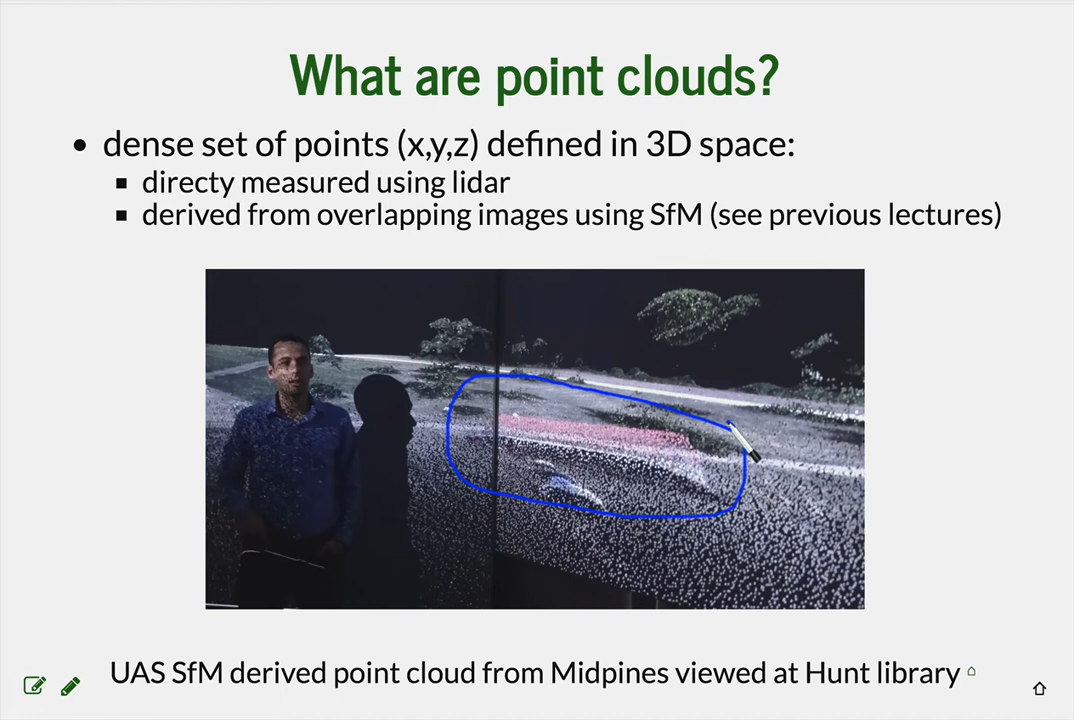 What are point clouds?
dense set of points (x,y,z) defined in 3D space:
directy measured using lidar
derived from overlapping images using SfM (see previous lectures)
UAS SfM derived point cloud from Midpines viewed at Hunt library